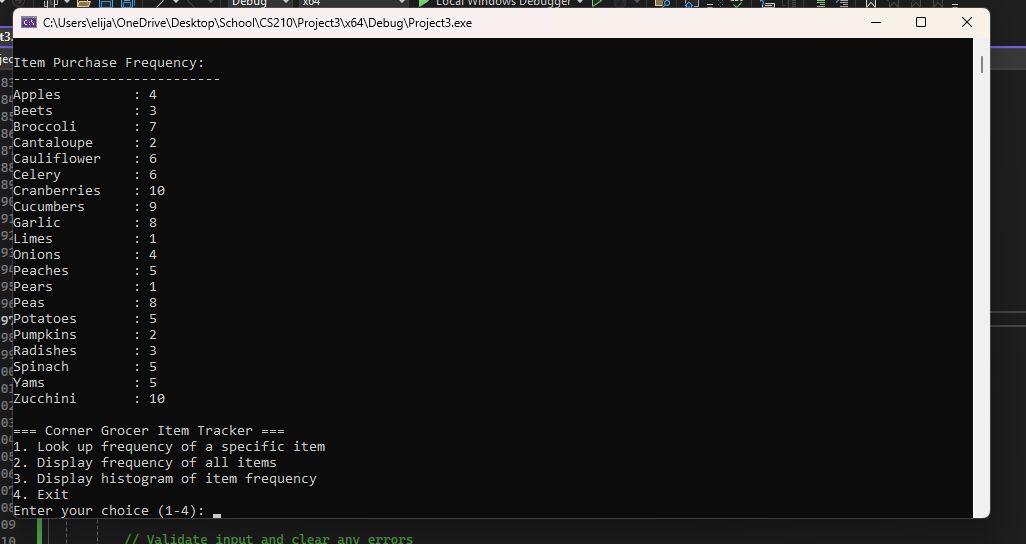 Debug x64 Local Windows Debugger
C:\Users\elija\OneDrive\Desktop\School\CS210\Project3\x64\Debug\Project3.exe
Item Purchase Frequency:
--------------------------
Apples : 4
Beets : 3
Broccoli : 7
Cantaloupe : 2
Cauliflower : 6
Celery : 6
Cranberries : 10
Cucumbers : 9
Garlic : 8
Limes : 1
Onions : 4
Peaches : 5
Pears : 1
Peas : 8
Potatoes : 5
Pumpkins : 2
Radishes : 3
Spinach : 5
Yams : 5
Zucchini : 10
=== Corner Grocer Item Tracker ===
1. Look up frequency of a specific item
2. Display frequency of all items
3. Display histogram of item frequency
4. Exit
Enter your choice (1-4): _
09
10 // Validate input and clear any errors